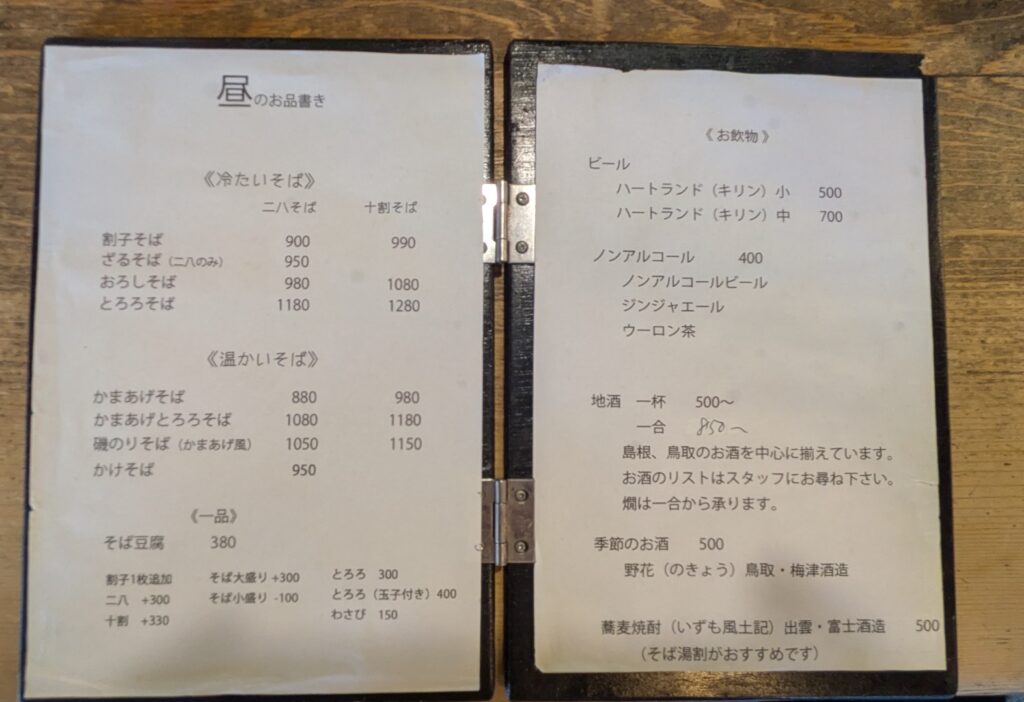 昼のお品書き
《冷たいそば》
二八そば 十割そば
割子そば 900 990
ざるそば（二八のみ） 950
おろしそば 980 1080
とろろそば 1180 1280
《温かいそば》
かまあげそば 880 980
かまあげとろろそば 1080 1180
磯のりそば（かまあげ風） 1050 1150
かけそば 950
《一品》
そば豆腐 380
割子1枚追加 そば大盛り +300 とろろ 300
二八 +300 そば小盛り -100 とろろ（玉子付き）400
十割 +330 わさび 150
《お飲物》
ビール
ハートランド（キリン）小 500
ハートランド（キリン）中 700
ノンアルコール 400
ノンアルコールビール
ジンジャエール
ウーロン茶
地酒 一杯 500～
一合 850～
島根、鳥取のお酒を中心に揃えています。
お酒のリストはスタッフにお尋ね下さい。
燗は一合から承ります。
季節のお酒 500
野花（のきょう）鳥取・梅津酒造
蕎麦焼酎（いずも風土記）出雲・富士酒造 500
（そば湯割がおすすめです）